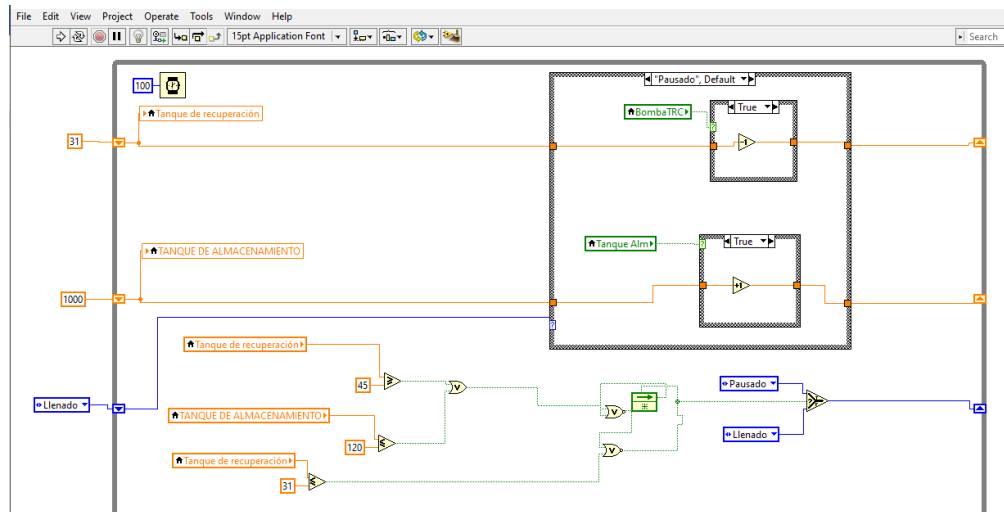 File Edit View Project Operate Tools Window Help
15pt Application Font
Search
100
"Pausado", Default
Tanque de recuperación
BombaTRC
True
31
-1
TANQUE DE ALMACENAMIENTO
Tanque Alm
True
1000
+1
Tanque de recuperación
45
Pausado
Llenado
TANQUE DE ALMACENAMIENTO
120
Llenado
Tanque de recuperación
31